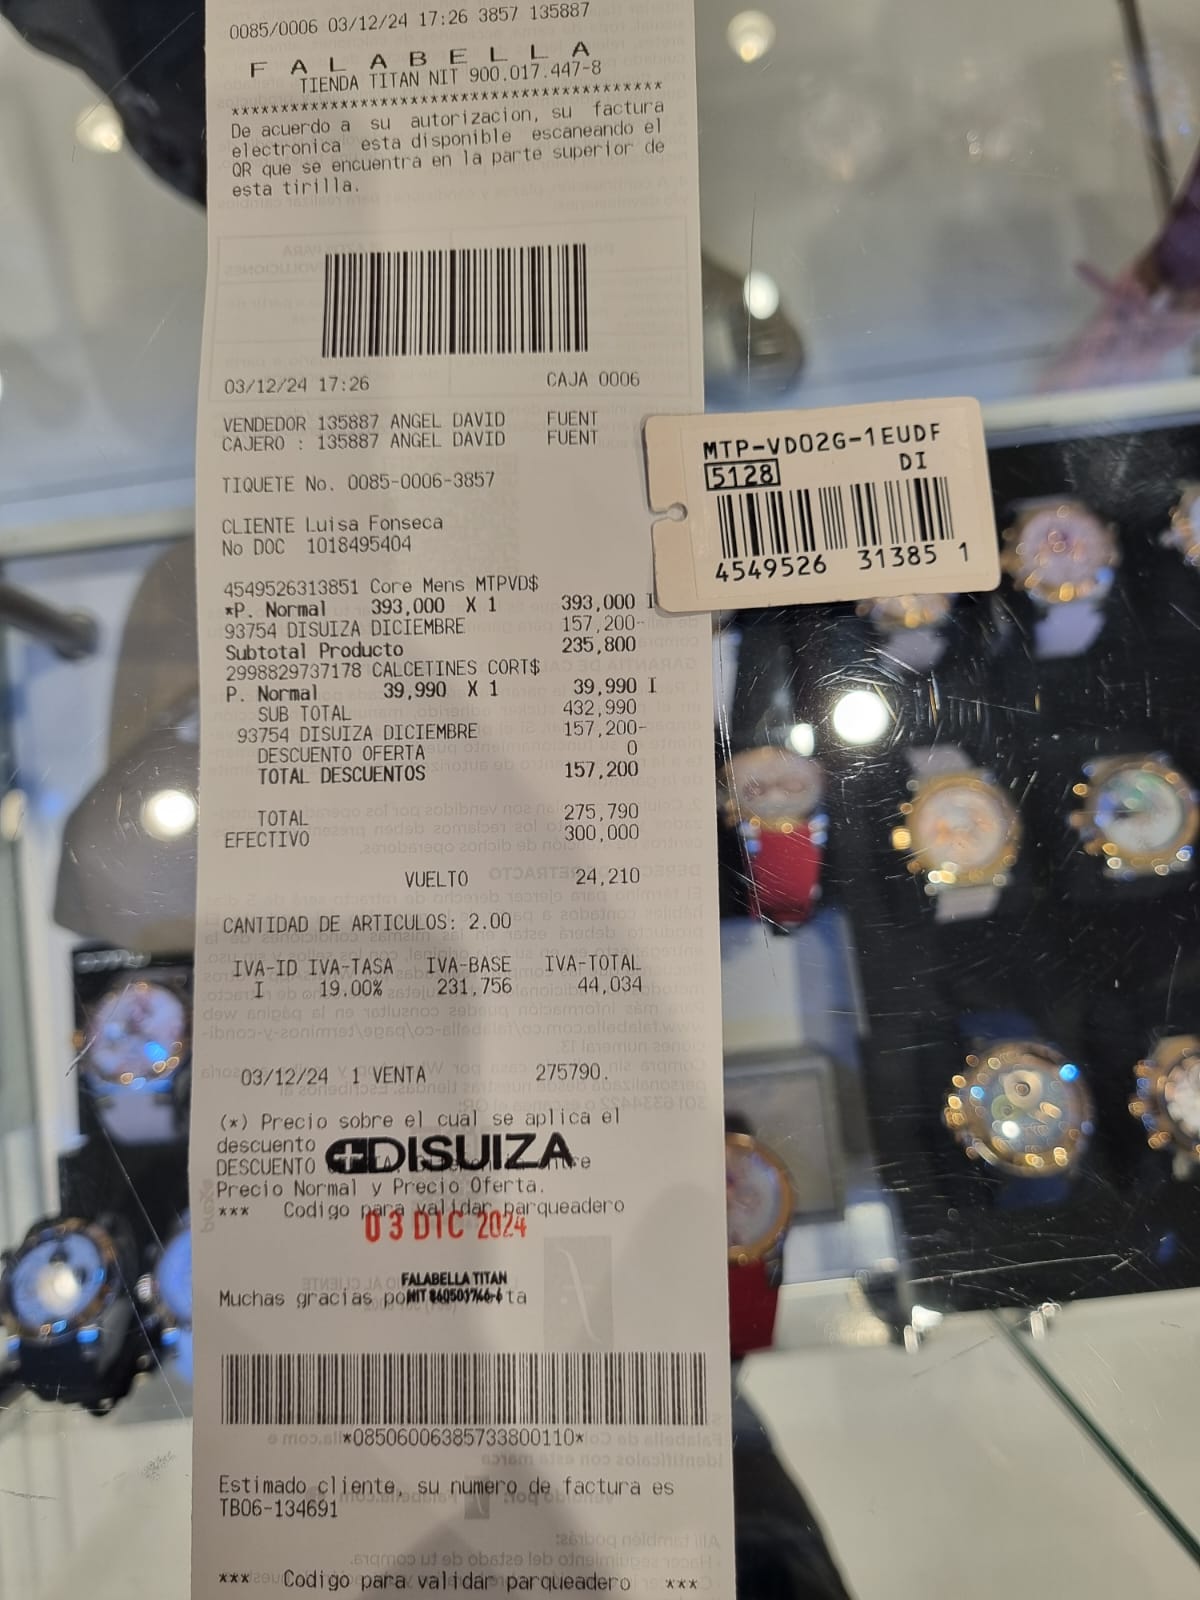 0085/0006 03/12/24 17:26 3857 135887
F A L A B E L L A
TIENDA TITAN NIT 900.017.447-8
******************************************
De acuerdo a su autorizacion, su factura
electronica esta disponible escaneando el
QR que se encuentra en la parte superior de
esta tirilla.
03/12/24 17:26 CAJA 0006
VENDEDOR 135887 ANGEL DAVID FUENT
CAJERO : 135887 ANGEL DAVID FUENT
TIQUETE No. 0085-0006-3857
CLIENTE Luisa Fonseca
No DOC 1018495404
4549526313851 Core Mens MTPVD$
*P. Normal 393,000 X 1 393,000 I
93754 DISUIZA DICIEMBRE 157,200-
Subtotal Producto 235,800
2998829737178 CALCETINES CORT$
P. Normal 39,990 X 1 39,990 I
SUB TOTAL 432,990
93754 DISUIZA DICIEMBRE 157,200-
DESCUENTO OFERTA 0
TOTAL DESCUENTOS 157,200
TOTAL 275,790
EFECTIVO 300,000
VUELTO 24,210
CANTIDAD DE ARTICULOS: 2.00
IVA-ID IVA-TASA IVA-BASE IVA-TOTAL
I 19.00% 231,756 44,034
03/12/24 1 VENTA 275790.
(*) Precio sobre el cual se aplica el
descuento
DISUIZA
DESCUENTO
Precio Normal y Precio Oferta.
*** Codigo para validar parqueadero
03 DIC 2024
FALABELLA TITAN
Muchas gracias
*08506006385733800110*
Estimado cliente, su numero de factura es
TB06-134691
*** Codigo para validar parqueadero ***
MTP-VD02G-1EUDF
5128 DI
4549526 31385 1